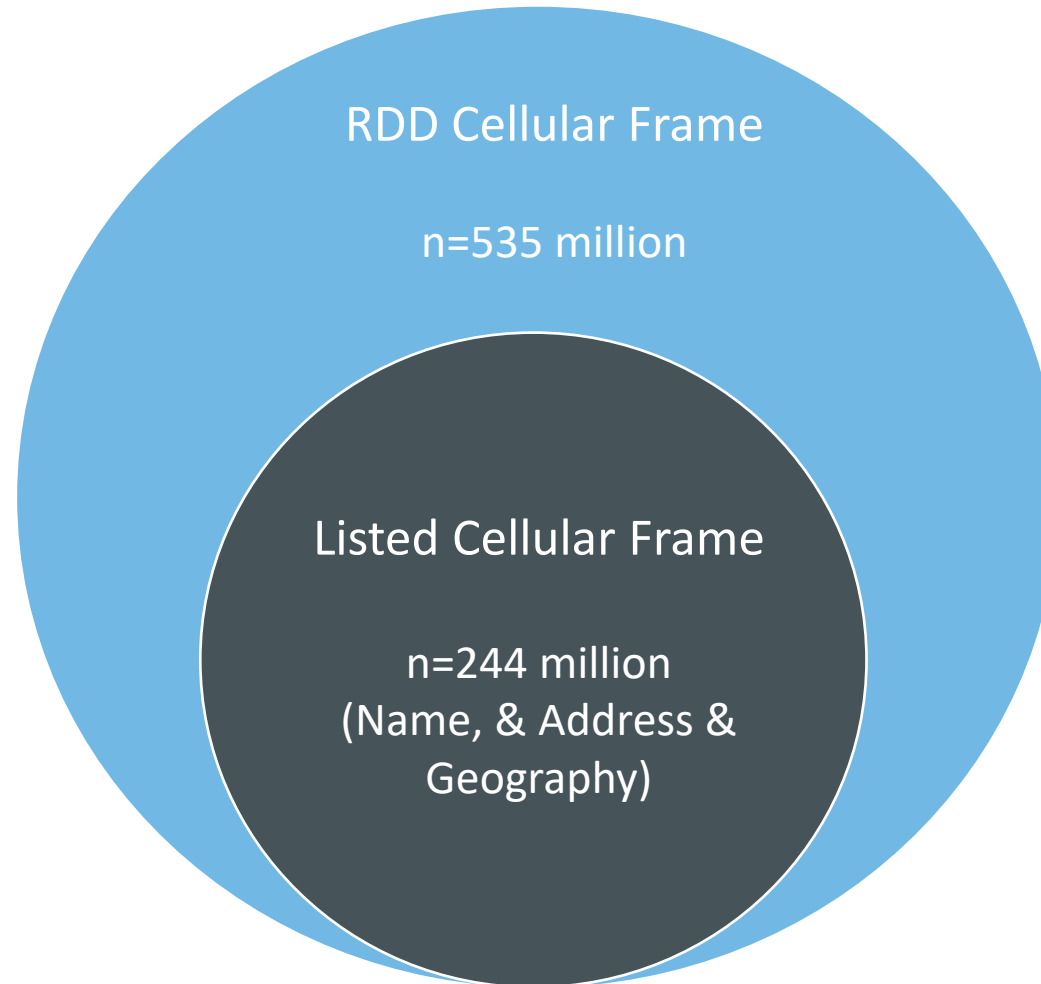 RDD Cellular Frame
n=535 million
Listed Cellular Frame
n=244 million
(Name, & Address &
Geography)